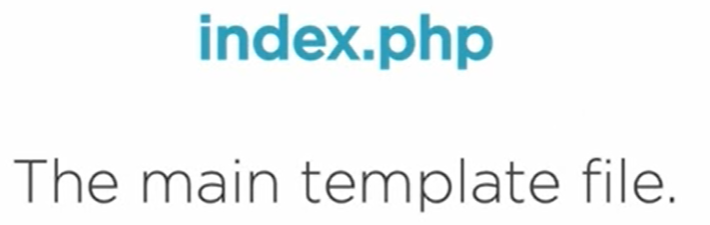 index.php
The main template file.